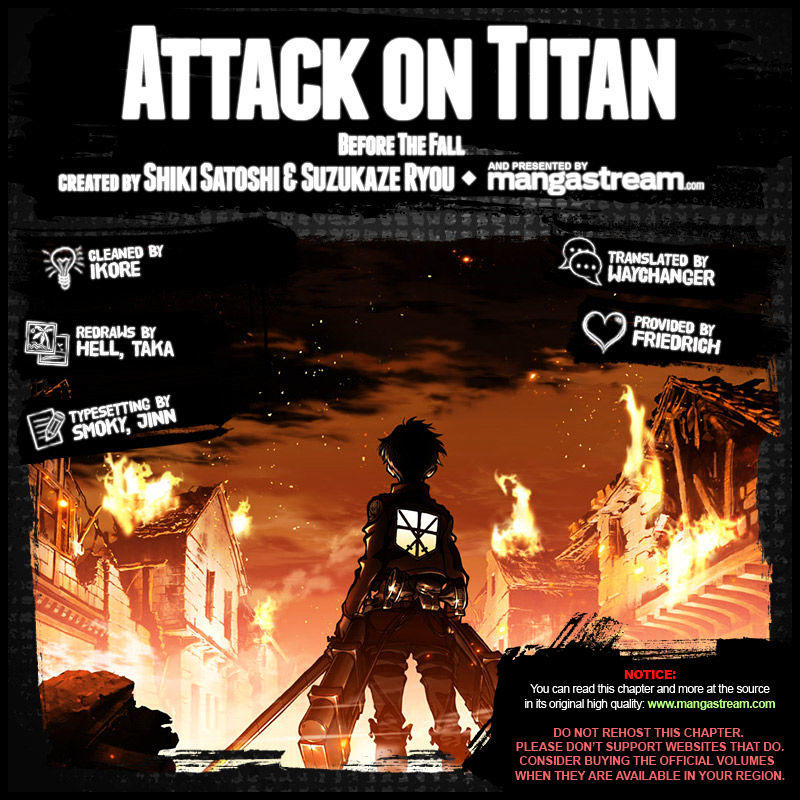 ATTACK ON TITAN
BEFORE THE FALL
CREATED BY SHIKI SATOSHI & SUZUKAZE RYOU ◆ AND PRESENTED BY mangastream.com
CLEANED BY
IKORE
TRANSLATED BY
WAYCHANGER
REDRAWS BY
HELL, TAKA
PROVIDED BY
FRIEDRICH
TYPESETTING BY
SMOKY, JINN
NOTICE:
You can read this chapter and more at the source
in its original high quality: www.mangastream.com
DO NOT REHOST THIS CHAPTER.
PLEASE DON'T SUPPORT WEBSITES THAT DO.
CONSIDER BUYING THE OFFICIAL VOLUMES
WHEN THEY ARE AVAILABLE IN YOUR REGION.